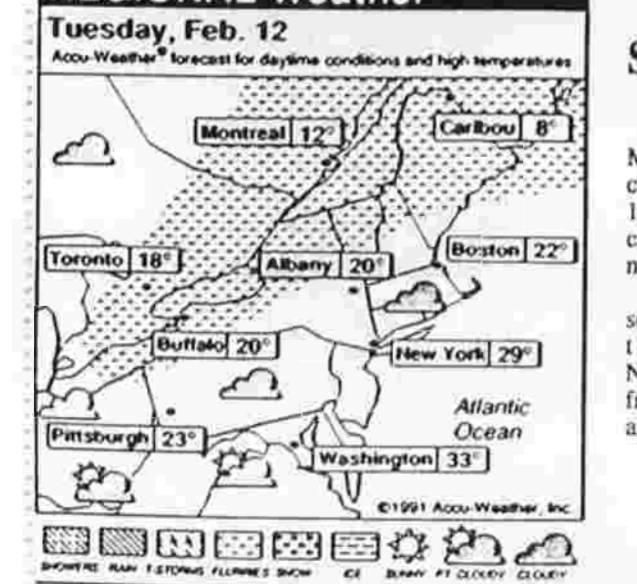 Weather
Tuesday, Feb. 12
Accu-Weather® forecast for daytime conditions and high temperatures
Montreal 12°
Caribou 8°
Toronto 18°
Albany 20°
Boston 22°
Buffalo 20°
New York 29°
Atlantic
Ocean
Pittsburgh 23°
Washington 33°
©1991 Accu-Weather, Inc
SHOWERS RAIN T-STORMS FLURRIES SNOW ICE SUNNY PT. CLOUDY CLOUDY